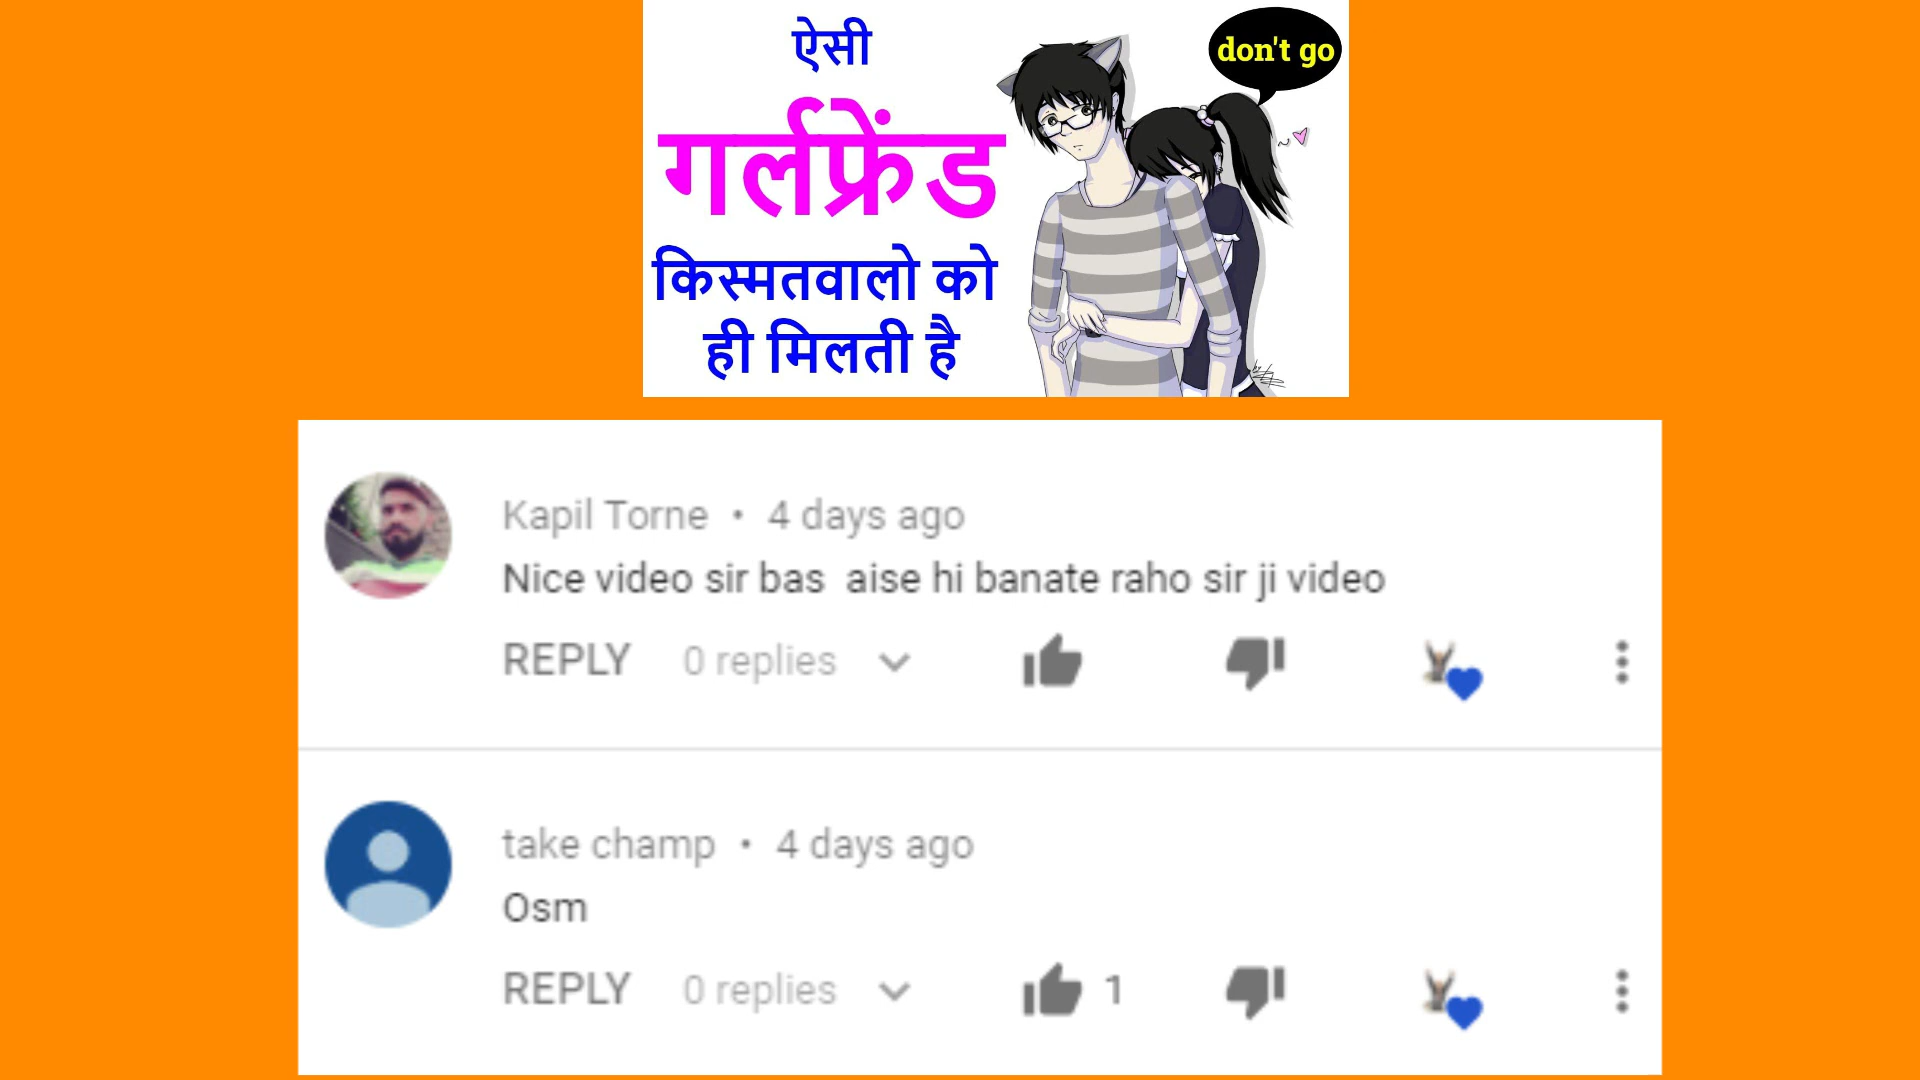 ऐसी
गर्लफ्रेंड
किस्मतवालो को
ही मिलती है
don't go
Kapil Torne • 4 days ago
Nice video sir bas  aise hi banate raho sir ji video
REPLY 0 replies
take champ • 4 days ago
Osm
REPLY 0 replies 1